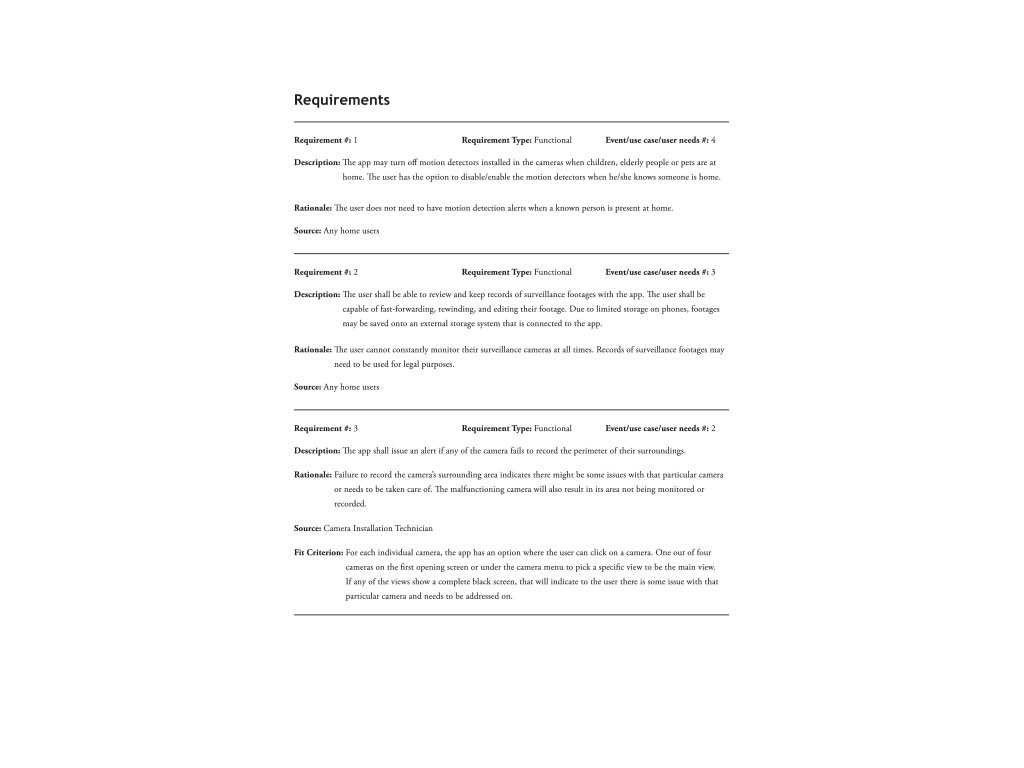 Requirements
Requirement #: 1 Requirement Type: Functional Event/use case/user needs #: 4
Description: The app may turn off motion detectors installed in the cameras when children, elderly people or pets are at
home. The user has the option to disable/enable the motion detectors when he/she knows someone is home.
Rationale: The user does not need to have motion detection alerts when a known person is present at home.
Source: Any home users
Requirement #: 2 Requirement Type: Functional Event/use case/user needs #: 3
Description: The user shall be able to review and keep records of surveillance footages with the app. The user shall be
capable of fast-forwarding, rewinding, and editing their footage. Due to limited storage on phones, footages
may be saved onto an external storage system that is connected to the app.
Rationale: The user cannot constantly monitor their surveillance cameras at all times. Records of surveillance footages may
need to be used for legal purposes.
Source: Any home users
Requirement #: 3 Requirement Type: Functional Event/use case/user needs #: 2
Description: The app shall issue an alert if any of the camera fails to record the perimeter of their surroundings.
Rationale: Failure to record the camera's surrounding area indicates there might be some issues with that particular camera
or needs to be taken care of. The malfunctioning camera will also result in its area not being monitored or
recorded.
Source: Camera Installation Technician
Fit Criterion: For each individual camera, the app has an option where the user can click on a camera. One out of four
cameras on the first opening screen or under the camera menu to pick a specific view to be the main view.
If any of the views show a complete black screen, that will indicate to the user there is some issue with that
particular camera and needs to be addressed on.